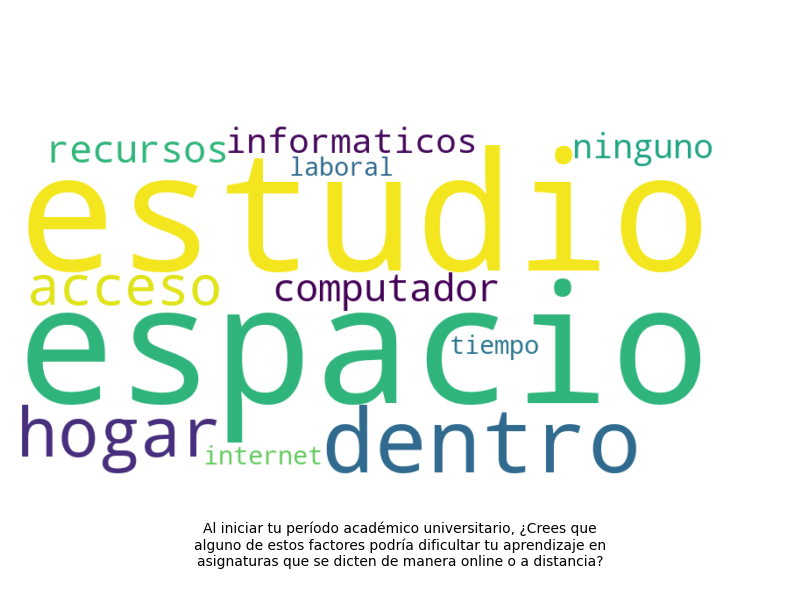 recursos informaticos ninguno
laboral
estudio
acceso computador
espacio
tiempo
hogar dentro
internet
Al iniciar tu período académico universitario, ¿Crees que
alguno de estos factores podría dificultar tu aprendizaje en
asignaturas que se dicten de manera online o a distancia?